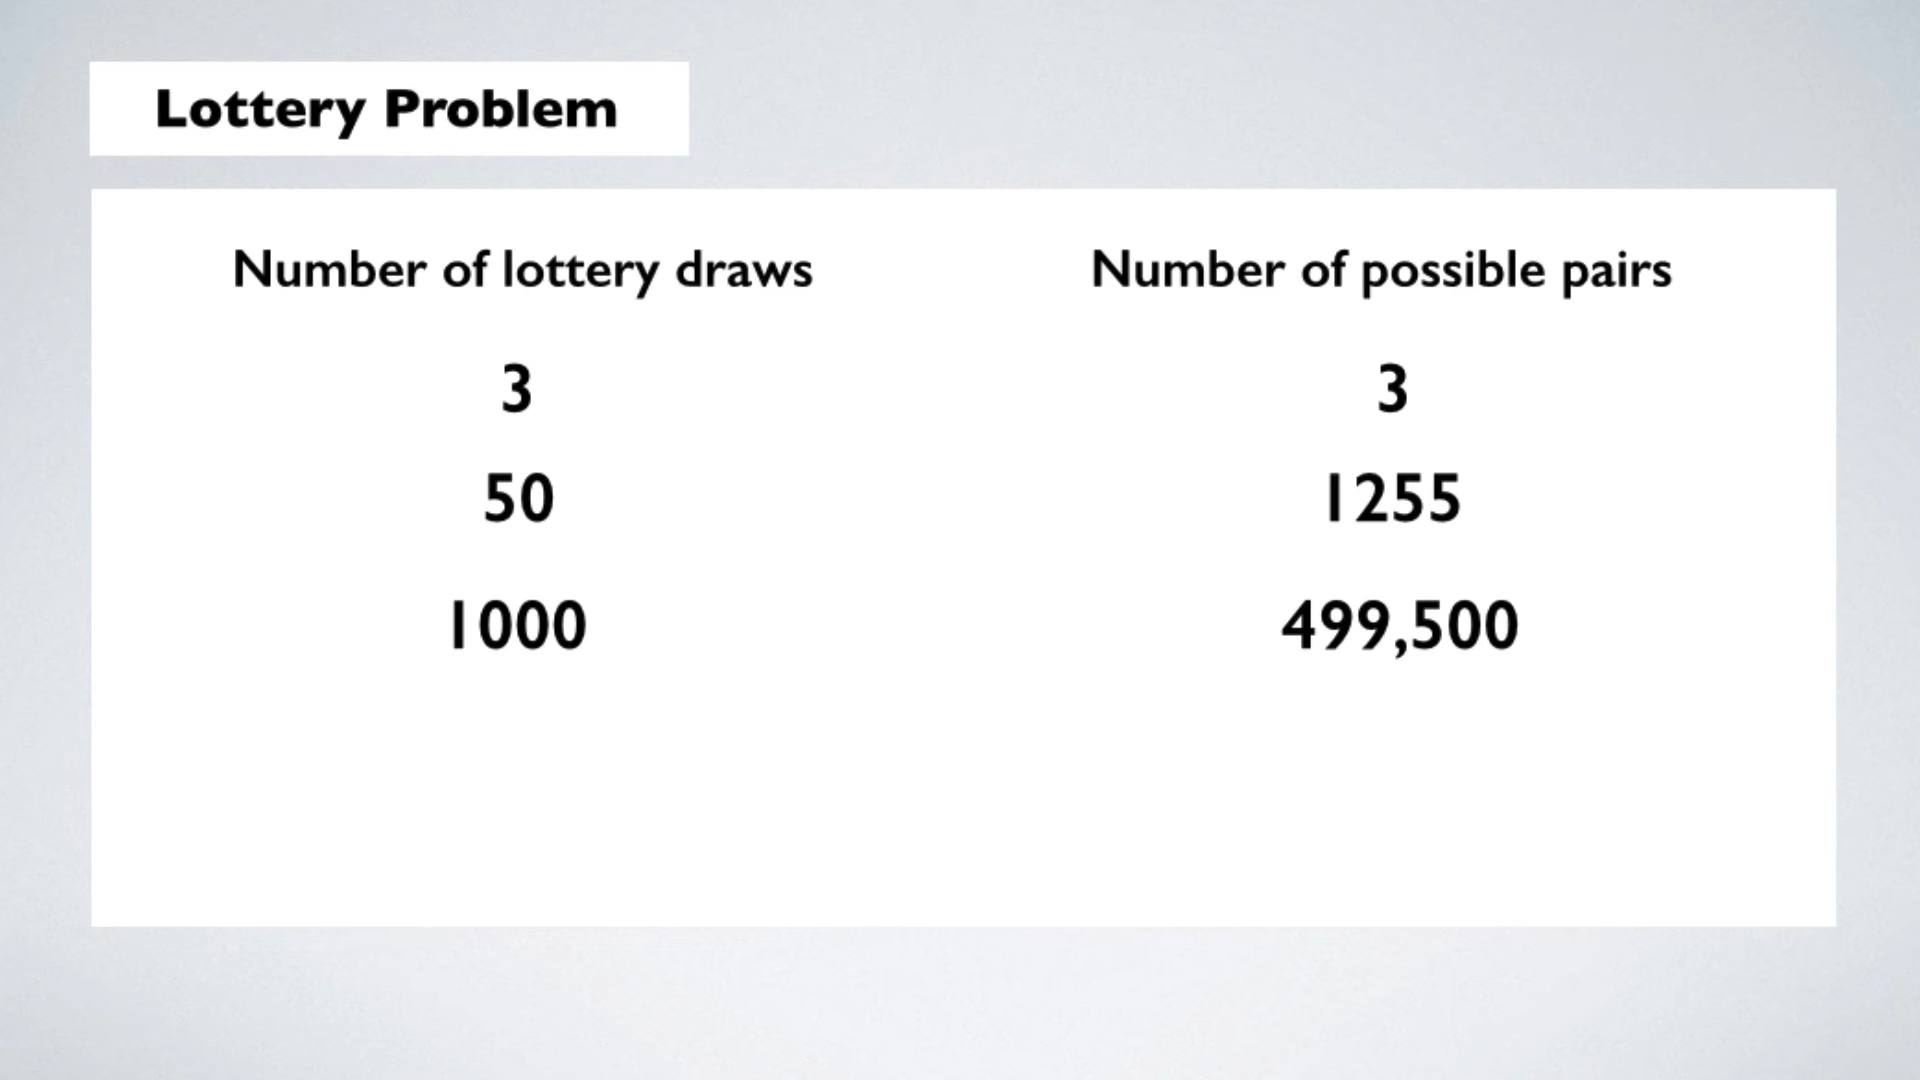 Lottery Problem
Number of lottery draws Number of possible pairs
3 3
50 1255
1000 499,500